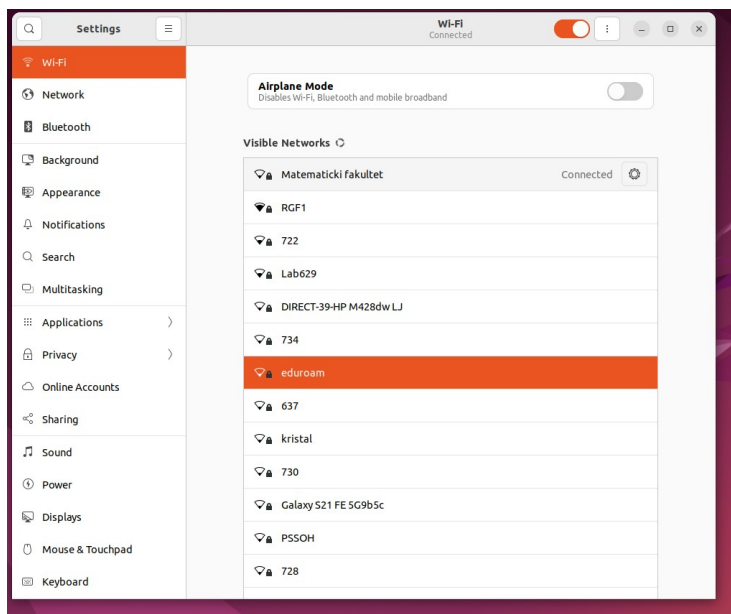 Settings
Wi-Fi
Connected
Wi-Fi
Network
Bluetooth
Background
Appearance
Notifications
Search
Multitasking
Applications
Privacy
Online Accounts
Sharing
Sound
Power
Displays
Mouse & Touchpad
Keyboard
Airplane Mode
Disables Wi-Fi, Bluetooth and mobile broadband
Visible Networks
Matematicki fakultet Connected
RGF1
722
Lab629
DIRECT-39-HP M428dw LJ
734
eduroam
637
kristal
730
Galaxy S21 FE 5G9b5c
PSSOH
728